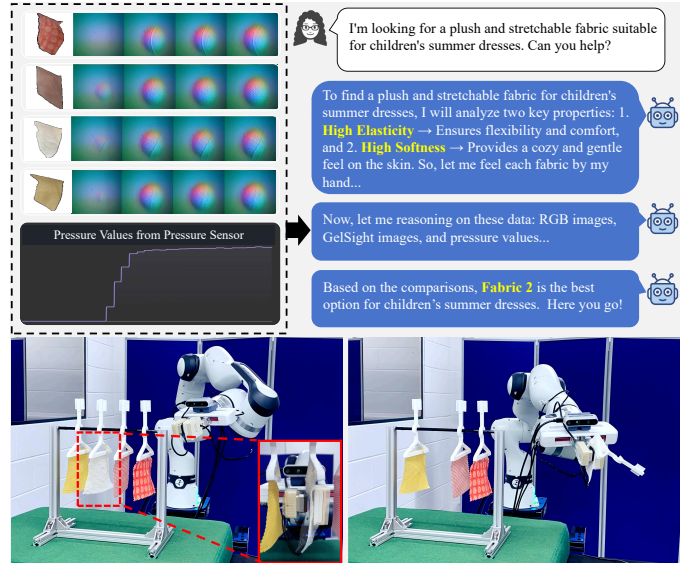 I'm looking for a plush and stretchable fabric suitable
for children's summer dresses. Can you help?
To find a plush and stretchable fabric for children's
summer dresses, I will analyze two key properties: 1.
High Elasticity → Ensures flexibility and comfort,
and 2. High Softness → Provides a cozy and gentle
feel on the skin. So, let me feel each fabric by my
hand...
Pressure Values from Pressure Sensor
Now, let me reasoning on these data: RGB images,
GelSight images, and pressure values...
Based on the comparisons, Fabric 2 is the best
option for children's summer dresses. Here you go!